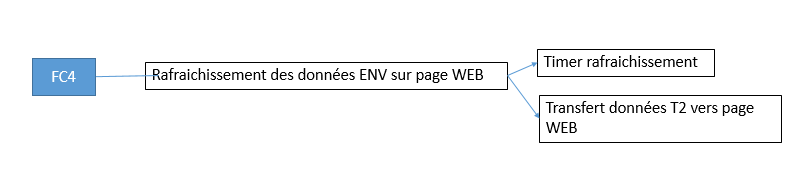 FC4
Rafraichissement des données ENV sur page WEB
Timer rafraichissement
Transfert données T2 vers page
WEB